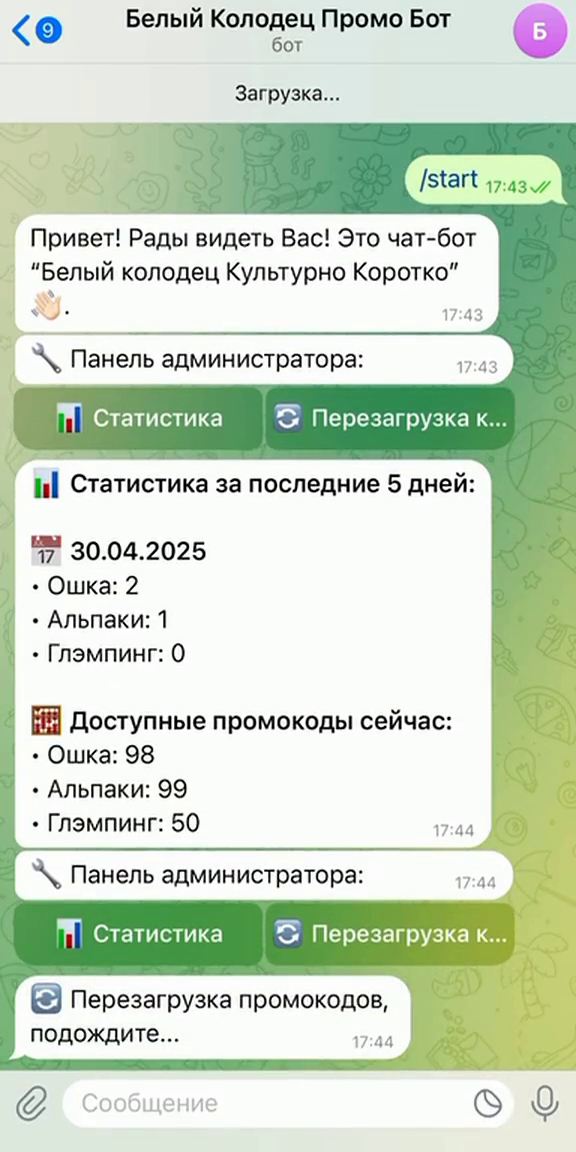 9
Белый Колодец Промо Бот
бот
Б
Загрузка...
/start 17:43
Привет! Рады видеть Вас! Это чат-бот
“Белый колодец Культурно Коротко”
👋🏻.
17:43
🔧 Панель администратора:
17:43
📊 Статистика
🔄 Перезагрузка к...
📊 Статистика за последние 5 дней:
📅 30.04.2025
• Ошка: 2
• Альпаки: 1
• Глэмпинг: 0
🧮 Доступные промокоды сейчас:
• Ошка: 98
• Альпаки: 99
• Глэмпинг: 50
17:44
🔧 Панель администратора:
17:44
📊 Статистика
🔄 Перезагрузка к...
🔄 Перезагрузка промокодов,
подождите...
17:44
Сообщение